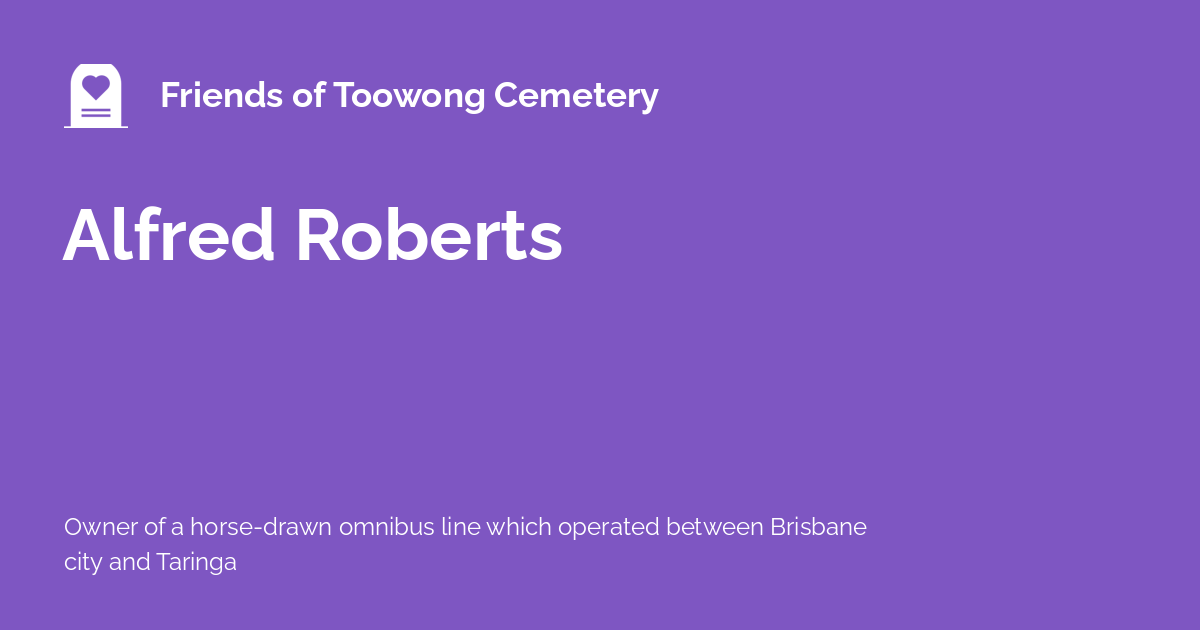 Friends of Toowong Cemetery
Alfred Roberts
Owner of a horse-drawn omnibus line which operated between Brisbane
city and Taringa